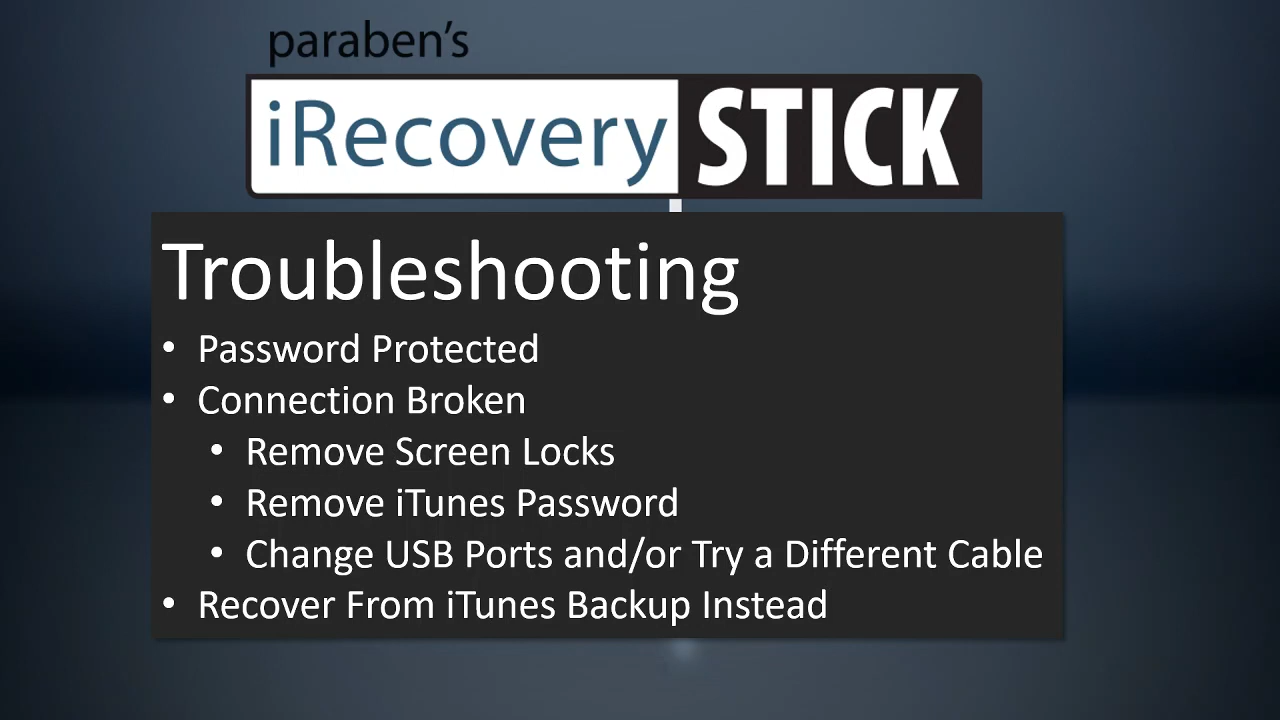 paraben's
iRecovery STICK
Troubleshooting
• Password Protected
• Connection Broken
• Remove Screen Locks
• Remove iTunes Password
• Change USB Ports and/or Try a Different Cable
• Recover From iTunes Backup Instead